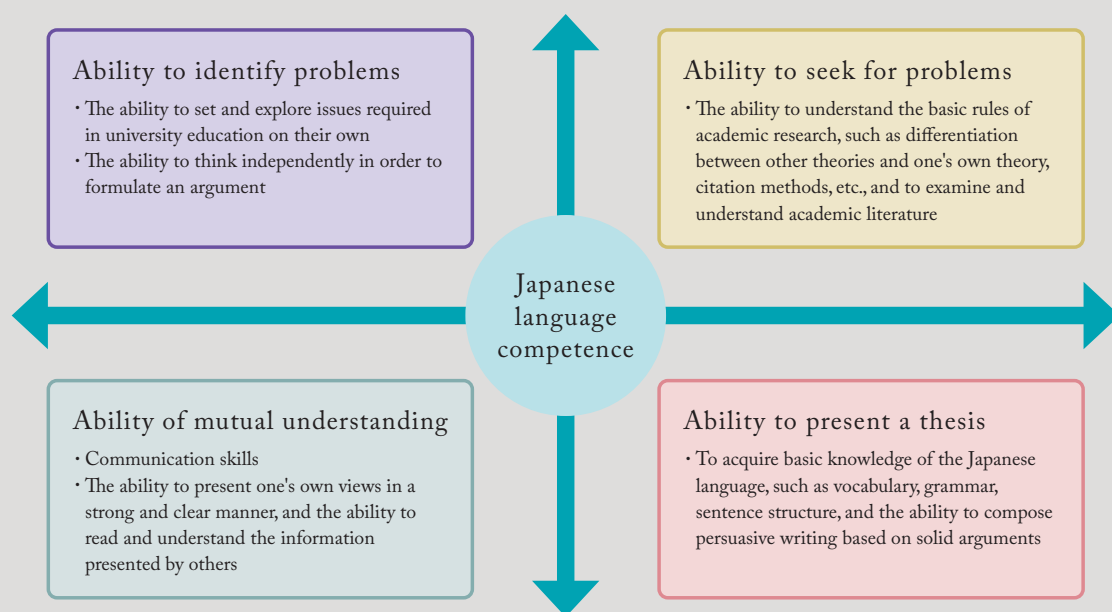 Ability to identify problems
・The ability to set and explore issues required
in university education on their own
・The ability to think independently in order to
formulate an argument
Ability to seek for problems
・The ability to understand the basic rules of
academic research, such as differentiation
between other theories and one's own theory,
citation methods, etc., and to examine and
understand academic literature
Japanese
language
competence
Ability of mutual understanding
・Communication skills
・The ability to present one's own views in a
strong and clear manner, and the ability to
read and understand the information
presented by others
Ability to present a thesis
・To acquire basic knowledge of the Japanese
language, such as vocabulary, grammar,
sentence structure, and the ability to compose
persuasive writing based on solid arguments